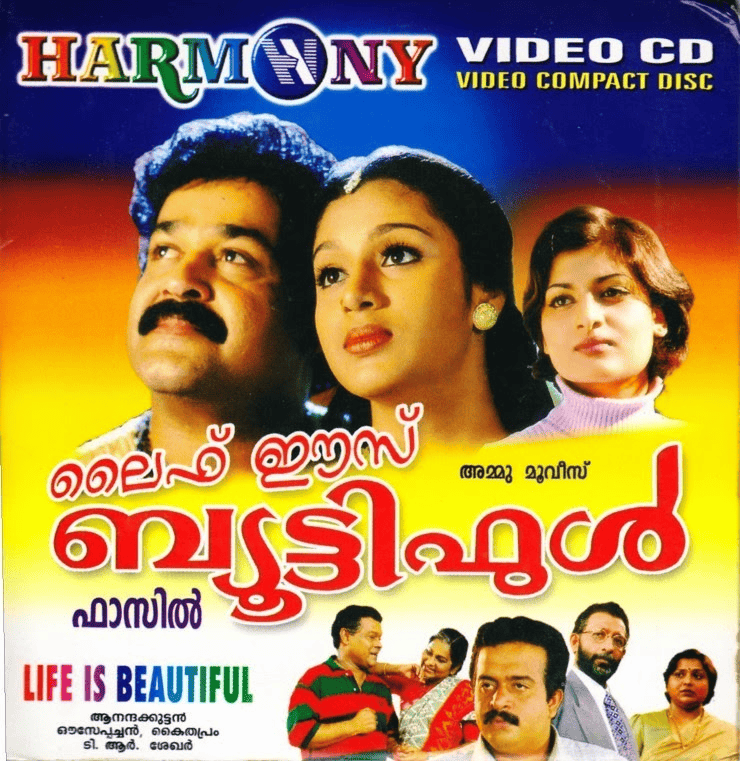 HARMONY
VIDEO CD
VIDEO COMPACT DISC
ലൈഫ് ഈസ്
അമ്മു മൂവീസ്
ബ്യൂട്ടിഫുൾ
ഫാസിൽ
LIFE IS BEAUTIFUL
ആനന്ദക്കുട്ടൻ
ഔസേപ്പച്ചൻ, കൈതപ്രം
ടി. ആർ. ശേഖർ